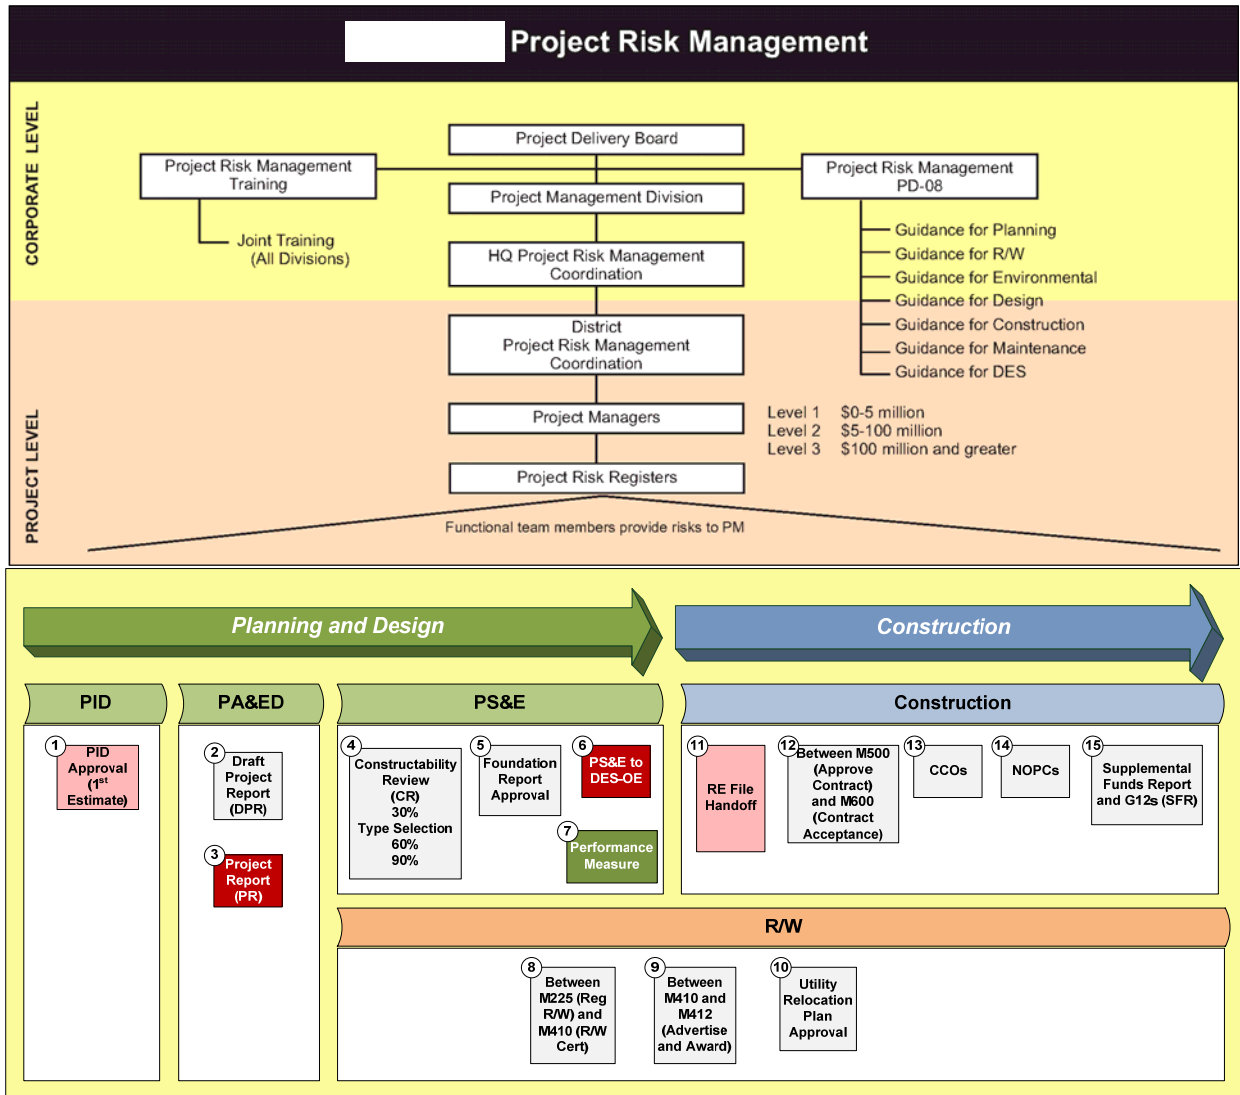 Project Risk Management
CORPORATE LEVEL
Project Delivery Board
Project Risk Management
Training
Project Risk Management
PD-08
Project Management Division
Joint Training
(All Divisions)
HQ Project Risk Management
Coordination
Guidance for Planning
Guidance for R/W
Guidance for Environmental
Guidance for Design
Guidance for Construction
Guidance for Maintenance
Guidance for DES
PROJECT LEVEL
District
Project Risk Management
Coordination
Project Managers
Level 1 $0-5 million
Level 2 $5-100 million
Level 3 $100 million and greater
Project Risk Registers
Functional team members provide risks to PM
Planning and Design
Construction
PID
PA&ED
PS&E
Construction
1
PID
Approval
(1st
Estimate)
2
Draft
Project
Report
(DPR)
3
Project
Report
(PR)
4
Constructability
Review
(CR)
30%
Type Selection
60%
90%
5
Foundation
Report
Approval
6
PS&E to
DES-OE
7
Performance
Measure
11
RE File
Handoff
12
Between M500
(Approve
Contract)
and M600
(Contract
Acceptance)
13
CCOs
14
NOPCs
15
Supplemental
Funds Report
and G12s (SFR)
R/W
8
Between
M225 (Reg
R/W) and
M410 (R/W
Cert)
9
Between
M410 and
M412
(Advertise
and Award)
10
Utility
Relocation
Plan
Approval